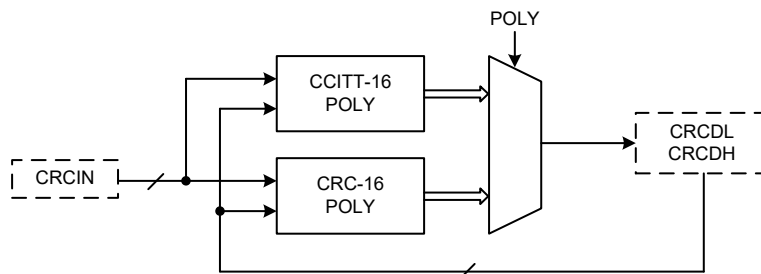 POLY
CCITT-16
POLY
CRCDL
CRCDH
CRCIN
CRC-16
POLY